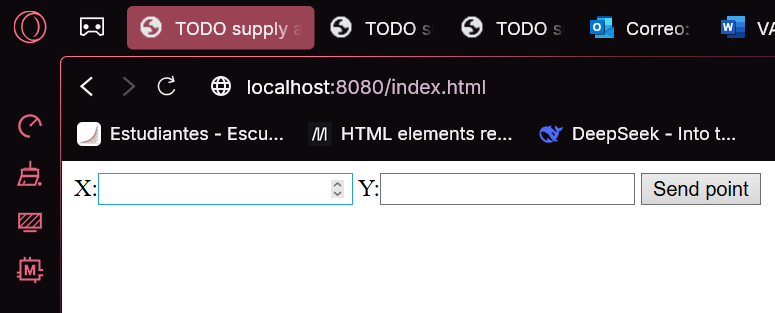 TODO supply a TODO s TODO s Correo: VA
localhost:8080/index.html
Estudiantes - Escu... HTML elements re... DeepSeek - Into t...
X: Y: Send point
M